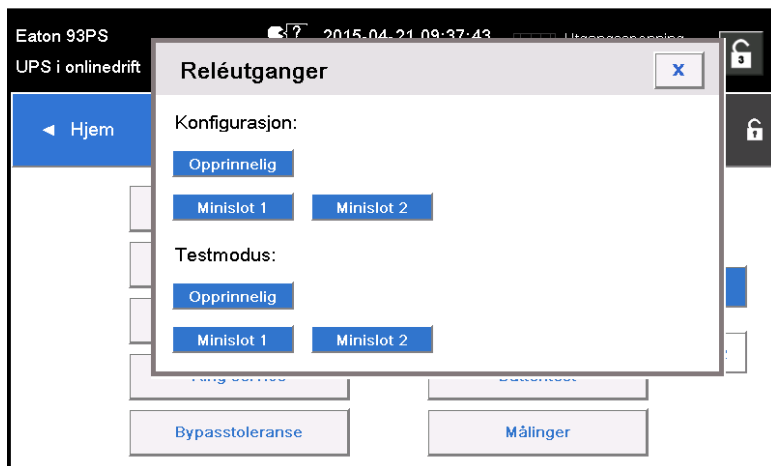 Eaton 93PS
2015-04-21 09:37:43
UPS i onlinedrift
3
Reléutganger
X
◄ Hjem
Konfigurasjon:
Opprinnelig
Minislot 1
Minislot 2
Testmodus:
Opprinnelig
Minislot 1
Minislot 2
Bypasstoleranse
Målinger